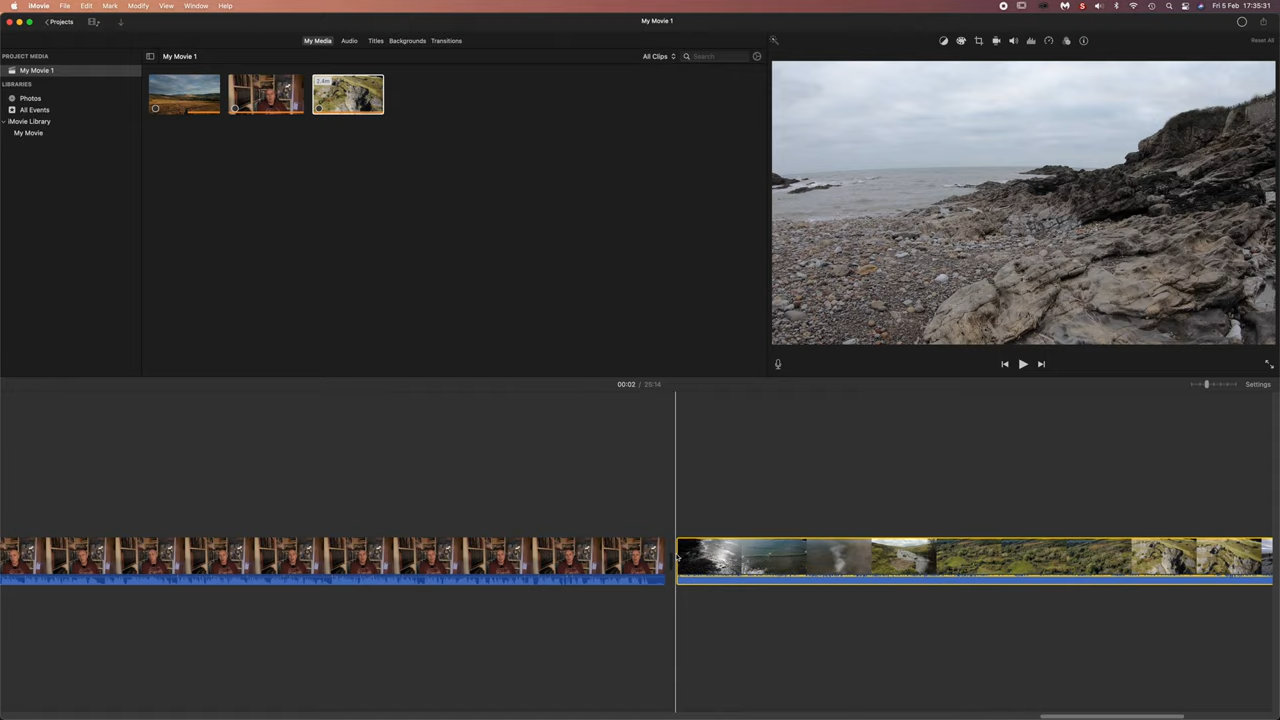 iMovie File Edit Mark Modify View Window Help
S
Fri 5 Feb 17:35:31
Projects
My Movie 1
My Media Audio Titles Backgrounds Transitions
Reset All
PROJECT MEDIA
My Movie 1
LIBRARIES
Photos
All Events
iMovie Library
My Movie
My Movie 1
All Clips
Search
2.4m
00:02 / 25:14
Settings